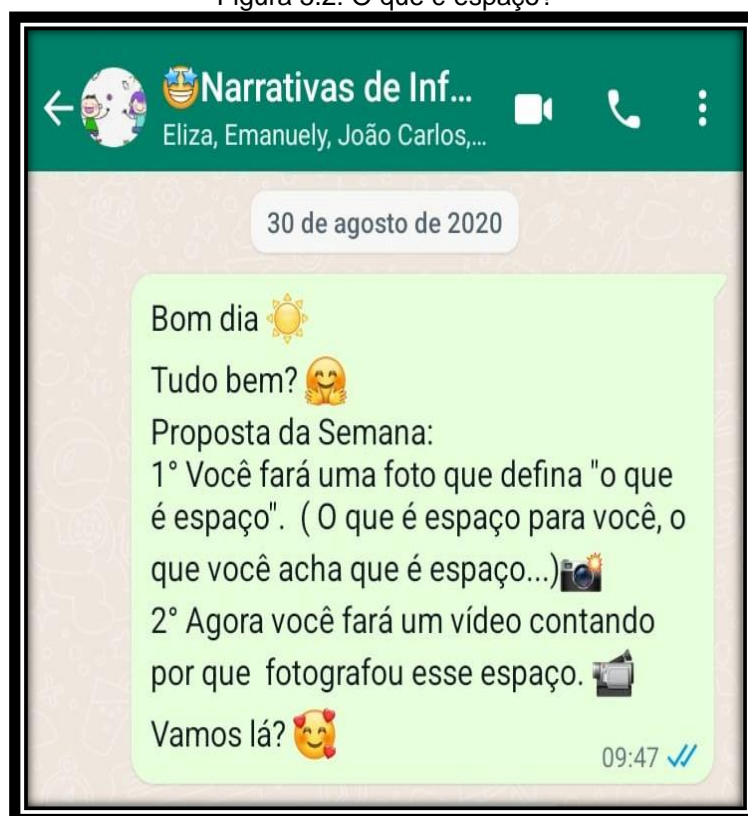 Figura 3.2: O que é espaço?
🤩Narrativas de Inf...
Eliza, Emanuely, João Carlos,...
30 de agosto de 2020
Bom dia ☀️
Tudo bem? 🤗
Proposta da Semana:
1° Você fará uma foto que defina "o que
é espaço". ( O que é espaço para você, o
que você acha que é espaço...)📸
2° Agora você fará um vídeo contando
por que fotografou esse espaço. 📹
Vamos lá? 🥰
09:47